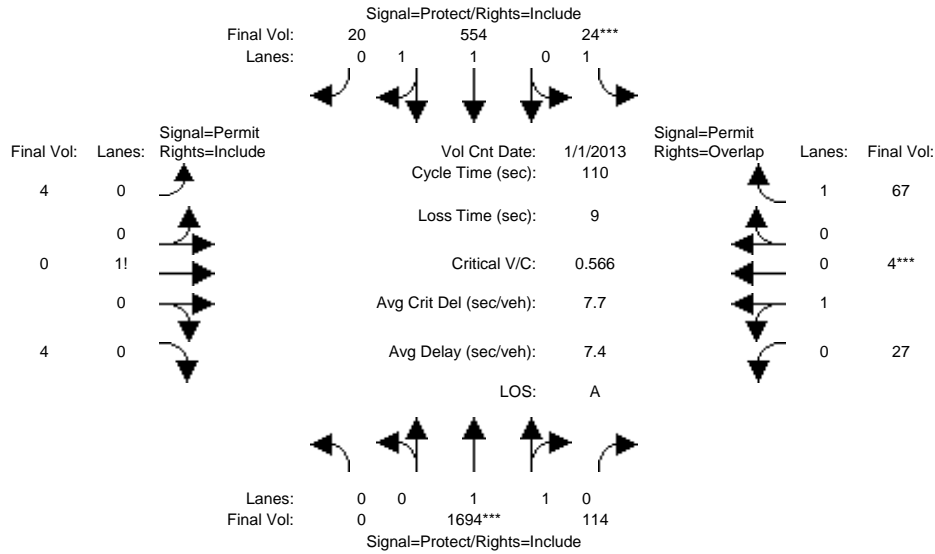 Signal=Protect/Rights=Include
Final Vol: 20 554 24***
Lanes: 0 1 1 0 1
Signal=Permit
Final Vol: Lanes: Rights=Include
Vol Cnt Date: 1/1/2013
Signal=Permit
Rights=Overlap Lanes: Final Vol:
Cycle Time (sec): 110
4 0
1 67
Loss Time (sec): 9
0
0
0 1!
Critical V/C: 0.566
0 4***
0
Avg Crit Del (sec/veh): 7.7
1
4 0
Avg Delay (sec/veh): 7.4
0 27
LOS: A
Lanes: 0 0 1 1 0
Final Vol: 0 1694*** 114
Signal=Protect/Rights=Include